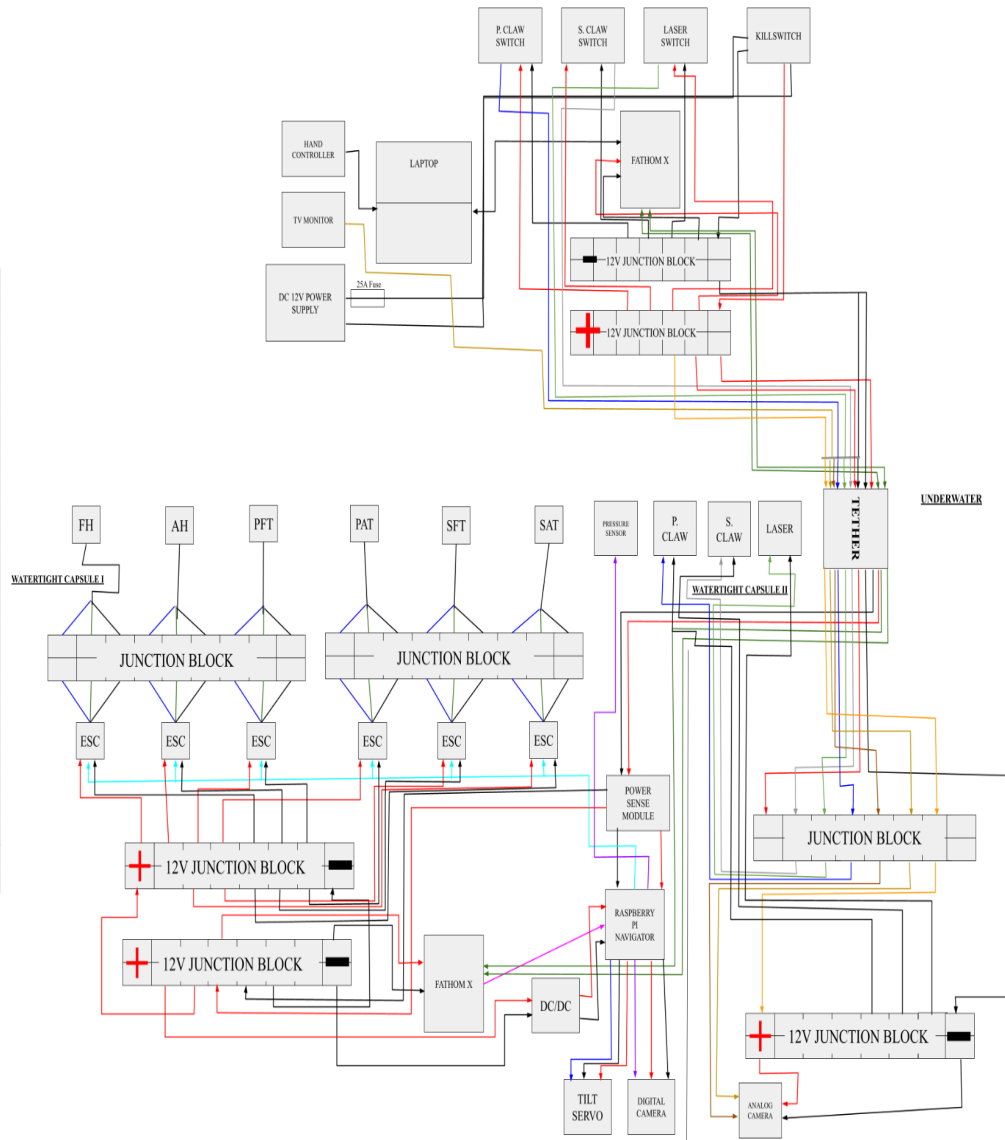 P. CLAW
SWITCH
S. CLAW
SWITCH
LASER
SWITCH
KILLSWITCH
HAND
CONTROLLER
LAPTOP
FATHOM X
TV MONITOR
12V JUNCTION BLOCK
DC 12V POWER
SUPPLY
25A Fuse
12V JUNCTION BLOCK
TETHER
UNDERWATER
FH
AH
PFT
PAT
SFT
SAT
PRESSURE
SENSOR
P.
CLAW
S.
CLAW
LASER
WATERTIGHT CAPSULE I
WATERTIGHT CAPSULE II
JUNCTION BLOCK
JUNCTION BLOCK
ESC
ESC
ESC
ESC
ESC
ESC
POWER
SENSE
MODULE
JUNCTION BLOCK
12V JUNCTION BLOCK
RASPBERRY
PI
NAVIGATOR
12V JUNCTION BLOCK
FATHOM X
DC/DC
12V JUNCTION BLOCK
TILT
SERVO
DIGITAL
CAMERA
ANALOG
CAMERA